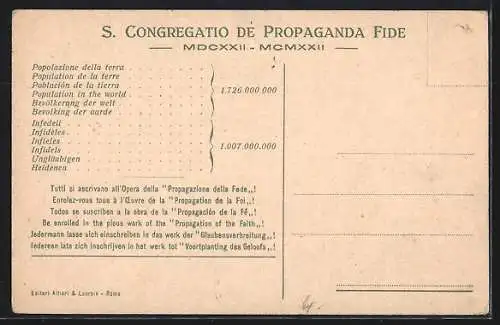 S. CONGREGATIO DE PROPAGANDA FIDE
MDCXXII - MCMXXII
Popolazione della terra
Population de la terre
Población de la tierra
Population in the world
Bevölkerung der welt
Bevolking der aarde
1.726.000.000
Infedeli
Infidèles
Infieles
Infidels
Ungläubigen
Heidenen
1.007.000.000
Tutti si ascrivano all'Opera della "Propagazione della Fede,,!
Enrolez-vous tous à l'Œuvre de la "Propagation de la Foi,,!
Todos se suscriben a la obra de la "Propagación de la Fé,,!
Be enrolled in the pious work of the "Propagation of the Faith,,!
Jedermann lasse sich einschreiben in das werk der "Glaubensverbreitung,,!
Iedereen late zich inschrijven in het werk tot "Voortplanting des Geloofs,,!
Editori Alfieri & Lacroix - Roma